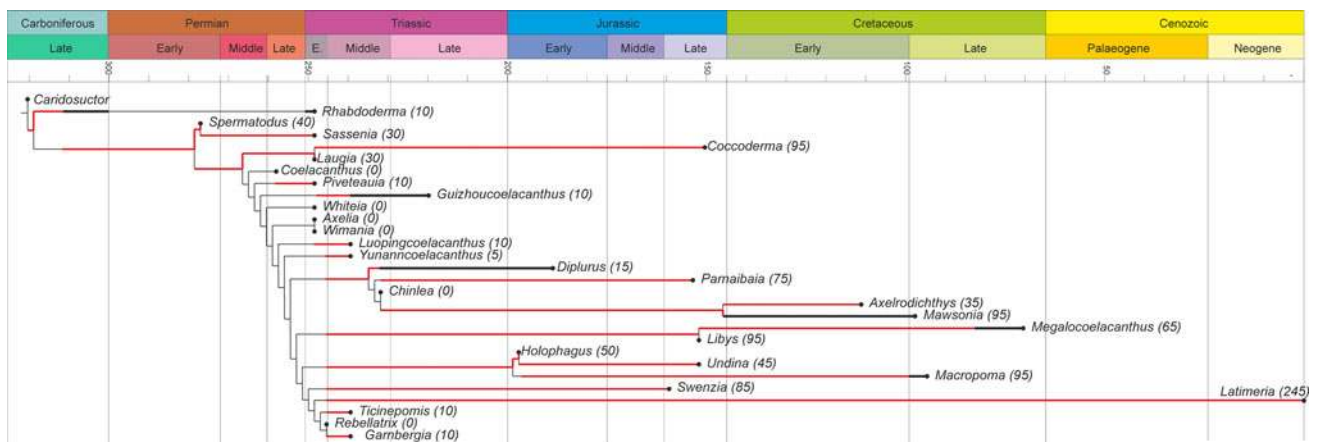 Carboniferous Permian Triassic Jurassic Cretaceous Cenozoic
Late Early Middle Late E. Middle Late Early Middle Late Early Late Palaeogene Neogene
300 250 200 150 100 50
Caridosuctor
Rhabdoderma (10)
Spermatodus (40)
Sassenia (30)
Coccoderma (95)
Laugia (30)
Coelacanthus (0)
Piveteauia (10)
Guizhoucoelacanthus (10)
Whiteia (0)
Axelia (0)
Wimania (0)
Luopingcoelacanthus (10)
Yunanncoelacanthus (5)
Diplurus (15)
Parnaibaia (75)
Chinlea (0)
Axelrodichthys (35)
Mawsonia (95)
Megalocoelacanthus (65)
Libys (95)
Holophagus (50)
Undina (45)
Macropoma (95)
Swenzia (85)
Latimeria (245)
Ticinepomis (10)
Rebellatrix (0)
Garnbergia (10)